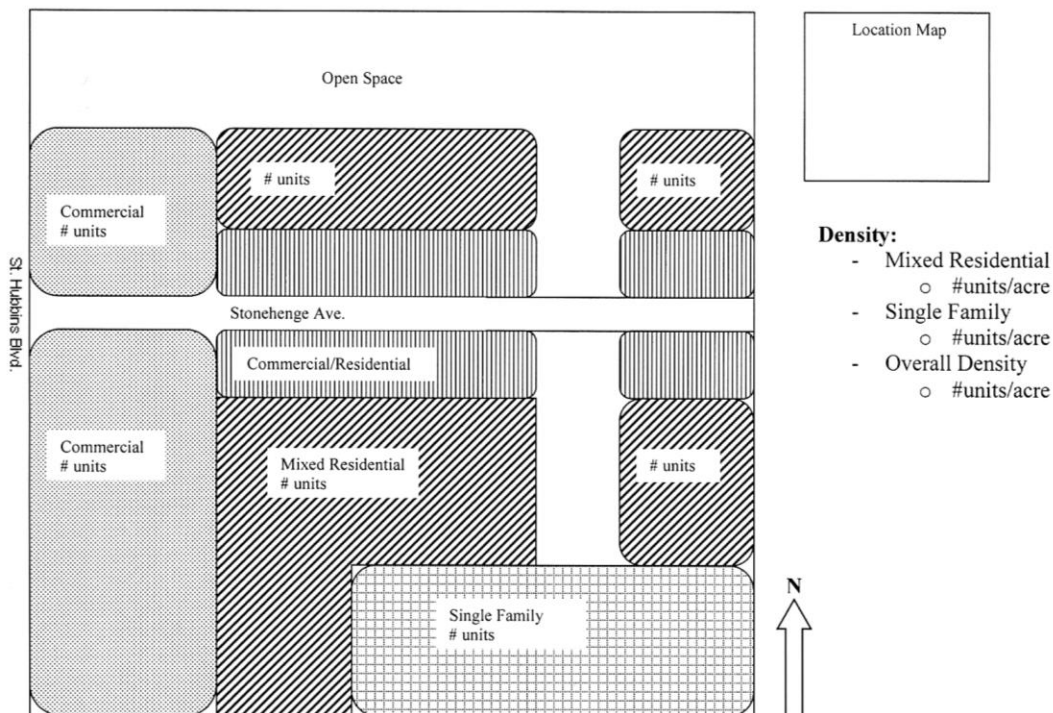 Location Map
Open Space
# units
# units
Commercial
# units
St. Hubbins Blvd.
Stonehenge Ave.
Commercial/Residential
Commercial
# units
Mixed Residential
# units
# units
Single Family
# units
Density:
- Mixed Residential
o #units/acre
- Single Family
o #units/acre
- Overall Density
o #units/acre
N